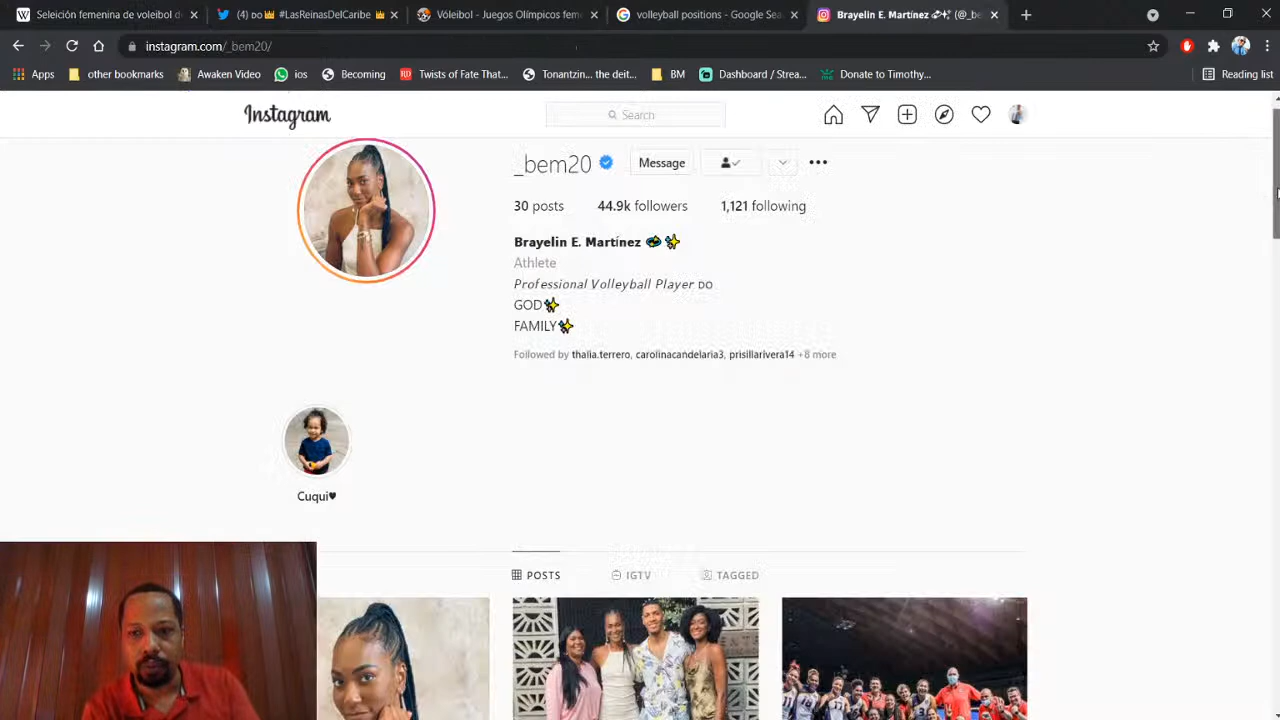 Seleición femenina de voleibol d
(4) DO 👑 #LasReinasDelCaribe 👑
Vóleibol - Juegos Olímpicos fem
volleyball positions - Google Sea
Brayelin E. Martínez (@_be
instagram.com/_bem20/
Apps
other bookmarks
Awaken Video
ios
Becoming
Twists of Fate That...
Tonantzin, the deit...
BM
Dashboard / Strea...
Donate to Timothy...
Reading list
Instagram
Search
_bem20
Message
30 posts 44.9k followers 1,121 following
Brayelin E. Martínez ✨
Athlete
Professional Volleyball Player DO
GOD✨
FAMILY✨
Followed by thalia.terrero, carolinacandelaria3, prisillarivera14 +8 more
Cuqui♥
POSTS
IGTV
TAGGED